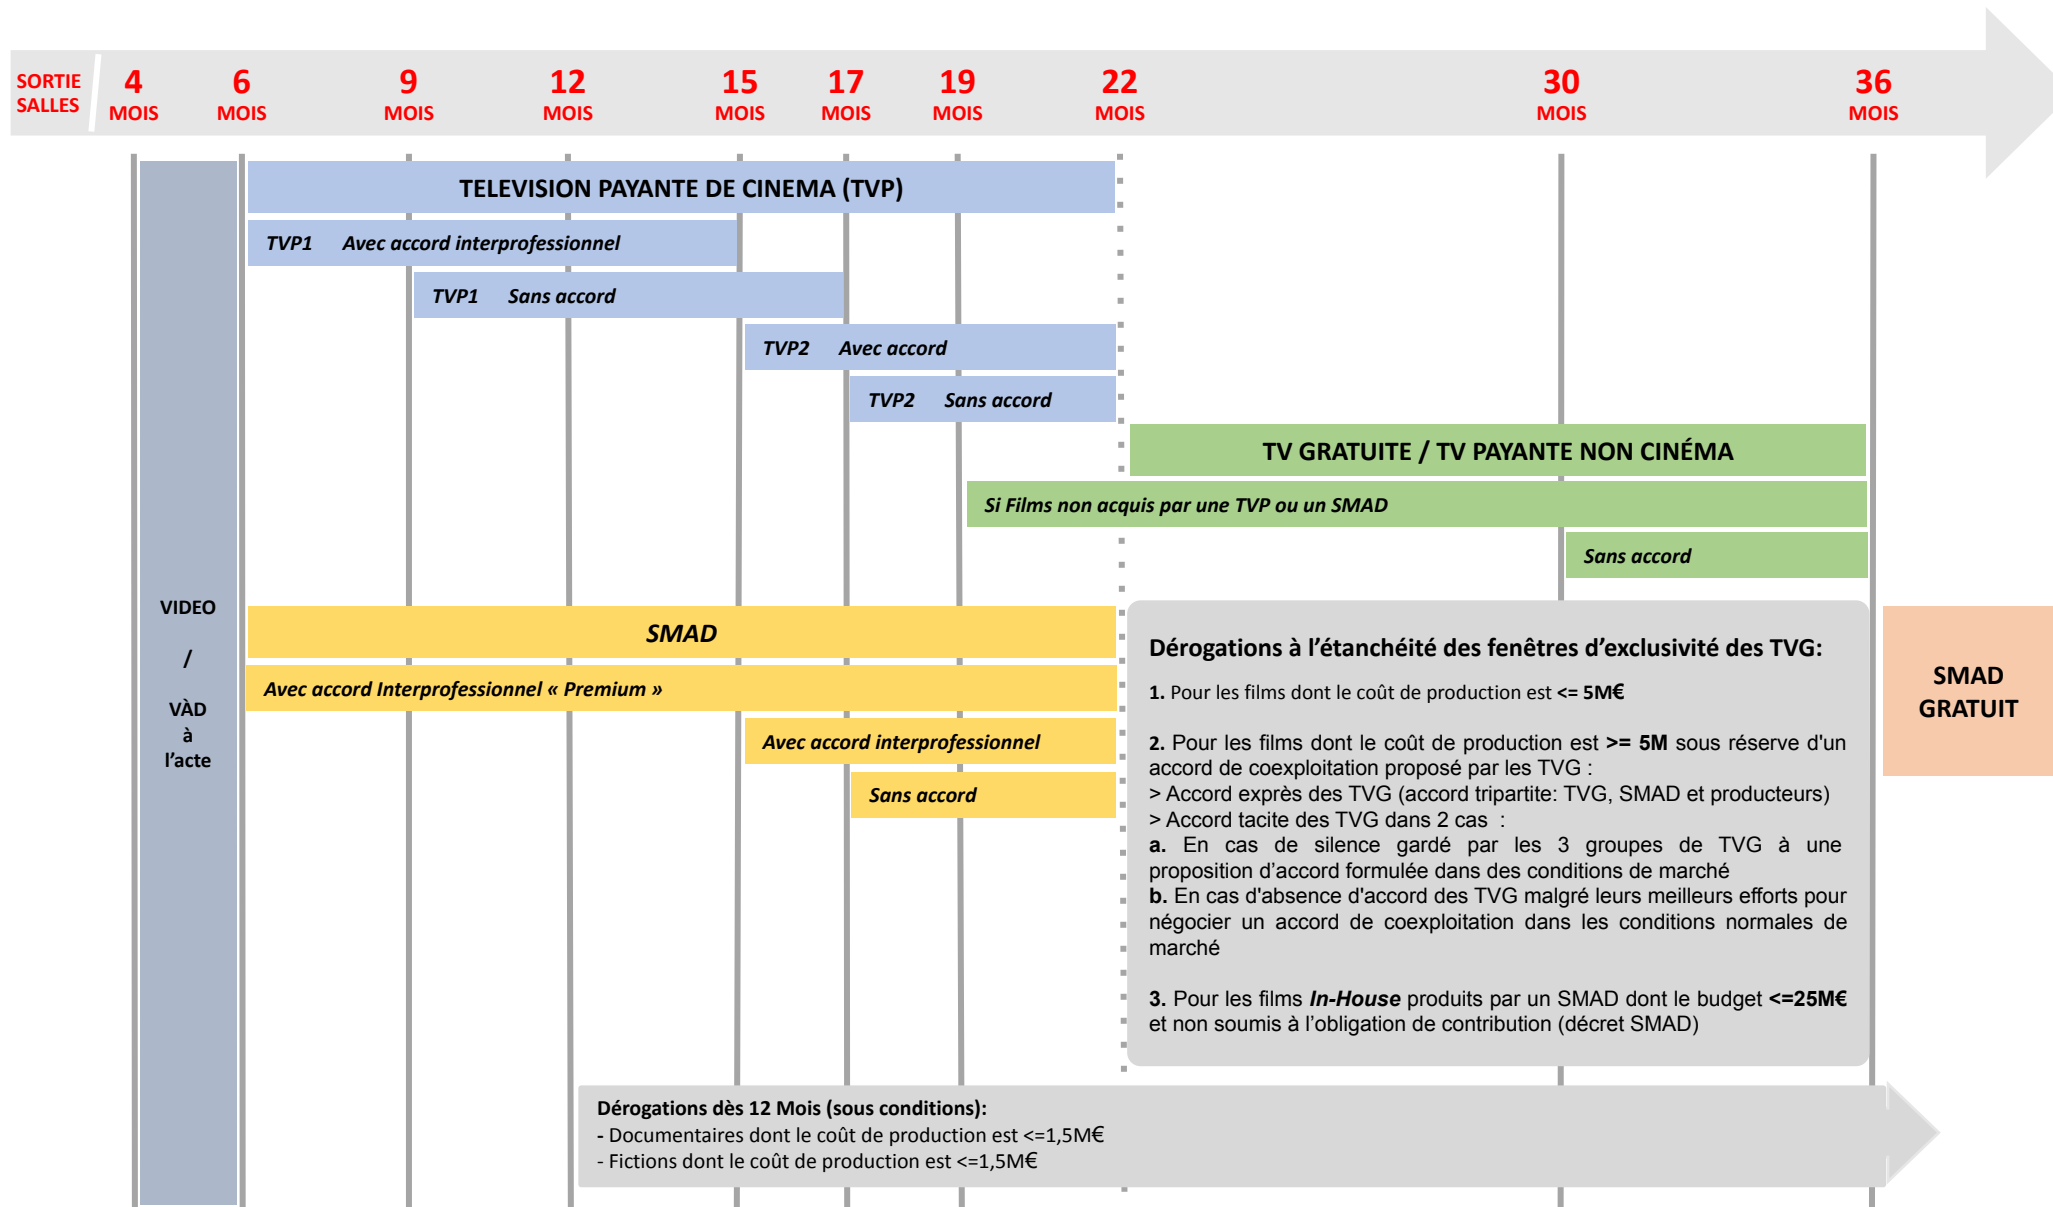 SORTIE
SALLES
4
MOIS
6
MOIS
9
MOIS
12
MOIS
15
MOIS
17
MOIS
19
MOIS
22
MOIS
30
MOIS
36
MOIS
TELEVISION PAYANTE DE CINEMA (TVP)
TVP1 Avec accord interprofessionnel
TVP1 Sans accord
TVP2 Avec accord
TVP2 Sans accord
TV GRATUITE / TV PAYANTE NON CINÉMA
Si Films non acquis par une TVP ou un SMAD
Sans accord
VIDEO
/
VÀD
à
l’acte
SMAD
Avec accord Interprofessionnel « Premium »
Avec accord interprofessionnel
Sans accord
Dérogations à l’étanchéité des fenêtres d’exclusivité des TVG:
1. Pour les films dont le coût de production est <= 5M€
2. Pour les films dont le coût de production est >= 5M sous réserve d'un
accord de coexploitation proposé par les TVG :
> Accord exprès des TVG (accord tripartite: TVG, SMAD et producteurs)
> Accord tacite des TVG dans 2 cas :
a. En cas de silence gardé par les 3 groupes de TVG à une
proposition d’accord formulée dans des conditions de marché
b. En cas d'absence d'accord des TVG malgré leurs meilleurs efforts pour
négocier un accord de coexploitation dans les conditions normales de
marché
3. Pour les films In-House produits par un SMAD dont le budget <=25M€
et non soumis à l’obligation de contribution (décret SMAD)
SMAD
GRATUIT
Dérogations dès 12 Mois (sous conditions):
- Documentaires dont le coût de production est <=1,5M€
- Fictions dont le coût de production est <=1,5M€